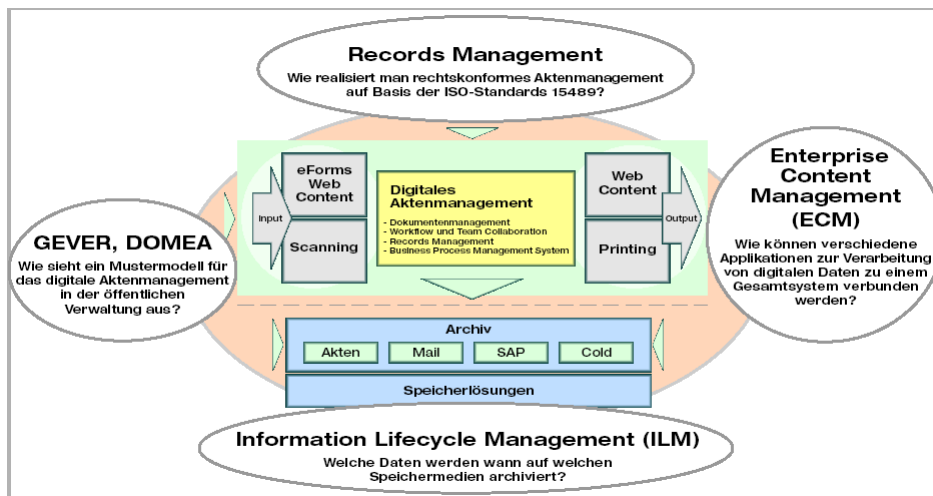 Records Management
Wie realisiert man rechtskonformes Aktenmanagement
auf Basis der ISO-Standards 15489?
GEVER, DOMEA
Wie sieht ein Mustermodell für
das digitale Aktenmanagement
in der öffentlichen
Verwaltung aus?
Input
eForms
Web
Content
Scanning
Digitales
Aktenmanagement
- Dokumentenmanagement
- Workflow und Team Collaboration
- Records Management
- Business Process Management System
Web
Content
Printing
Output
Enterprise
Content
Management
(ECM)
Wie können verschiedene
Applikationen zur Verarbeitung
von digitalen Daten zu einem
Gesamtsystem verbunden
werden?
Archiv
Akten
Mail
SAP
Cold
Speicherlösungen
Information Lifecycle Management (ILM)
Welche Daten werden wann auf welchen
Speichermedien archiviert?